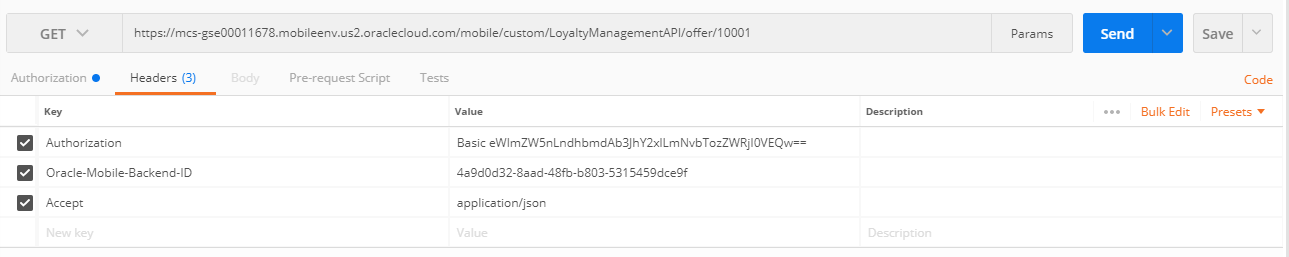 GET https://mcs-gse00011678.mobileenv.us2.oraclecloud.com/mobile/custom/LoyaltyManagementAPI/offer/10001 Params Send Save
Authorization Headers (3) Body Pre-request Script Tests Code
Key Value Description ••• Bulk Edit Presets
Authorization Basic eWlmZW5nLndhbmdAb3JhY2xlLmNvbTozZWRjI0VEQw==
Oracle-Mobile-Backend-ID 4a9d0d32-8aad-48fb-b803-5315459dce9f
Accept application/json
New key Value Description